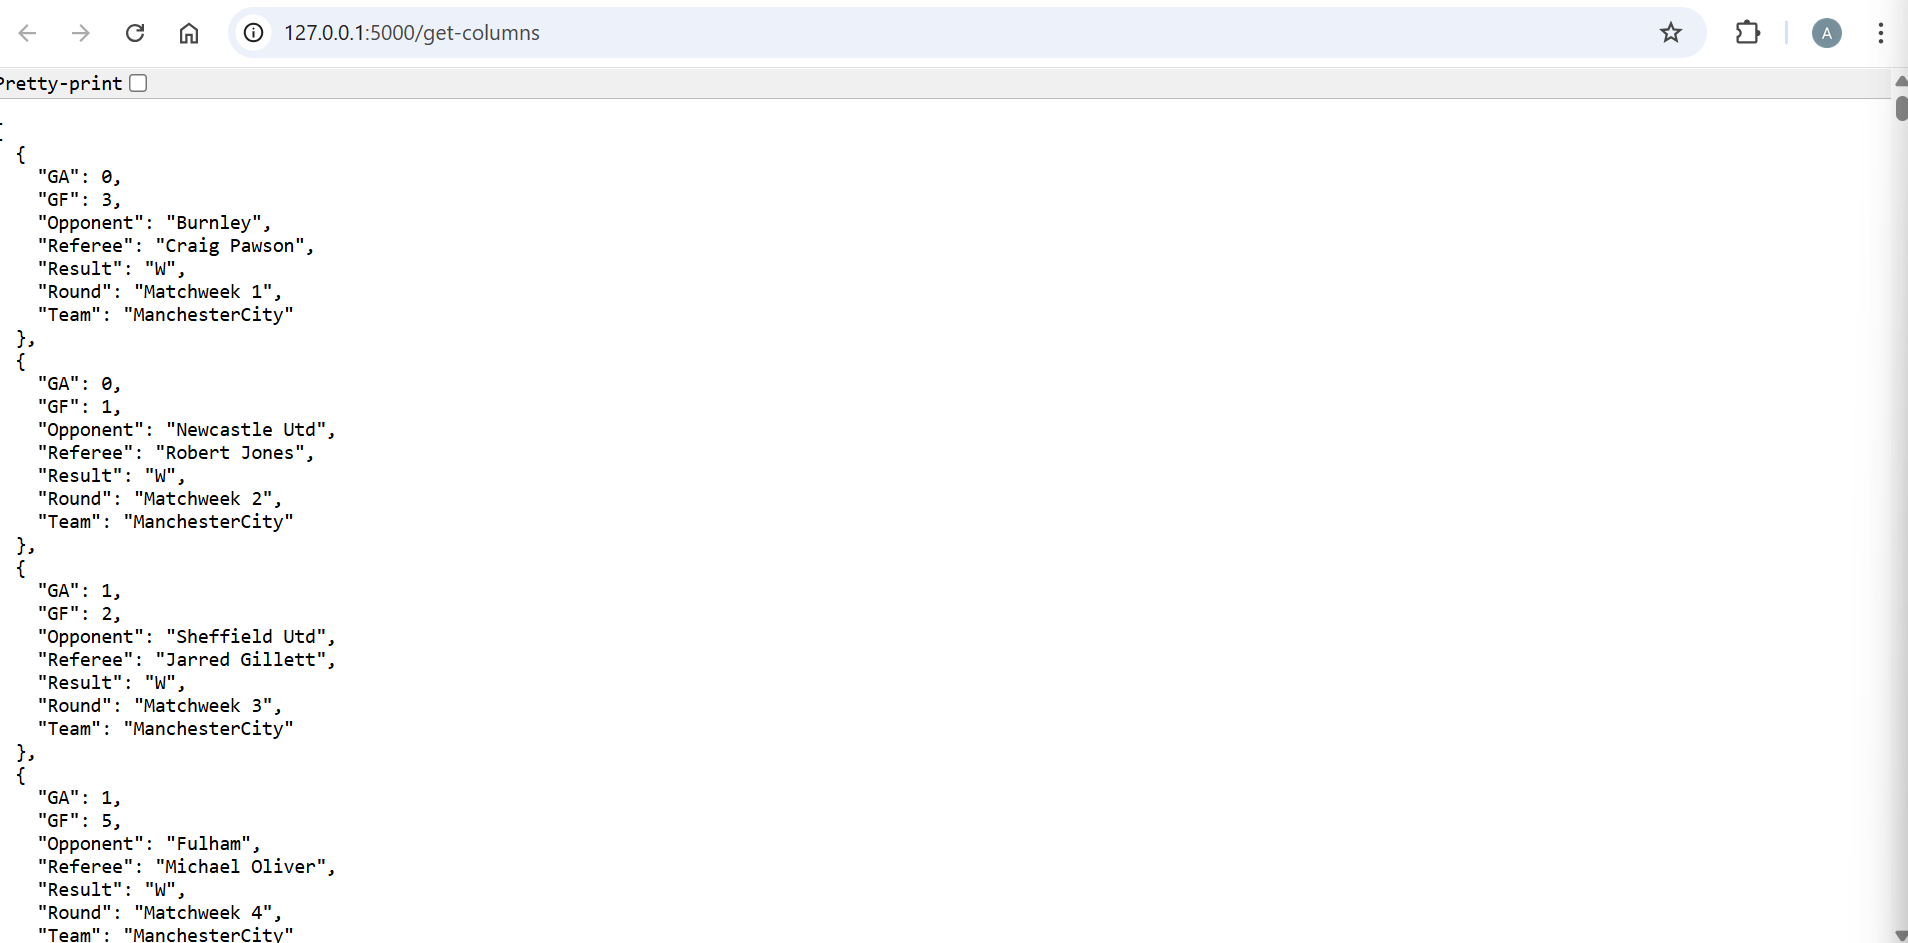 127.0.0.1:5000/get-columns
A
Pretty-print
[
{
"GA": 0,
"GF": 3,
"Opponent": "Burnley",
"Referee": "Craig Pawson",
"Result": "W",
"Round": "Matchweek 1",
"Team": "ManchesterCity"
},
{
"GA": 0,
"GF": 1,
"Opponent": "Newcastle Utd",
"Referee": "Robert Jones",
"Result": "W",
"Round": "Matchweek 2",
"Team": "ManchesterCity"
},
{
"GA": 1,
"GF": 2,
"Opponent": "Sheffield Utd",
"Referee": "Jarred Gillett",
"Result": "W",
"Round": "Matchweek 3",
"Team": "ManchesterCity"
},
{
"GA": 1,
"GF": 5,
"Opponent": "Fulham",
"Referee": "Michael Oliver",
"Result": "W",
"Round": "Matchweek 4",
"Team": "ManchesterCity"